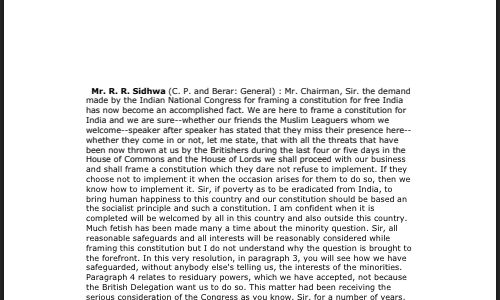 Mr. R. R. Sidhwa (C. P. and Berar: General) : Mr. Chairman, Sir. the demand
made by the Indian National Congress for framing a constitution for free India
has now become an accomplished fact. We are here to frame a constitution for
India and we are sure--whether our friends the Muslim Leaguers whom we
welcome--speaker after speaker has stated that they miss their presence here--
whether they come in or not, let me state, that with all the threats that have
been now thrown at us by the Britishers during the last four or five days in the
House of Commons and the House of Lords we shall proceed with our business
and shall frame a constitution which they dare not refuse to implement. If they
choose not to implement it when the occasion arises for them to do so, then we
know how to implement it. Sir, if poverty as to be eradicated from India, to
bring human happiness to this country and our constitution should be based an
the socialist principle and such a constitution. I am confident when it is
completed will be welcomed by all in this country and also outside this country.
Much fetish has been made many a time about the minority question. Sir, all
reasonable safeguards and all interests will be reasonably considered while
framing this constitution but I do not understand why the question is brought to
the forefront. In this very resolution, in paragraph 3, you will see how we have
safeguarded, without anybody else's telling us, the interests of the minorities.
Paragraph 4 relates to residuary powers, which we have accepted, not because
the British Delegation want us to do so. This matter had been receiving the
serious consideration of the Congress as you know, Sir, for a number of years.